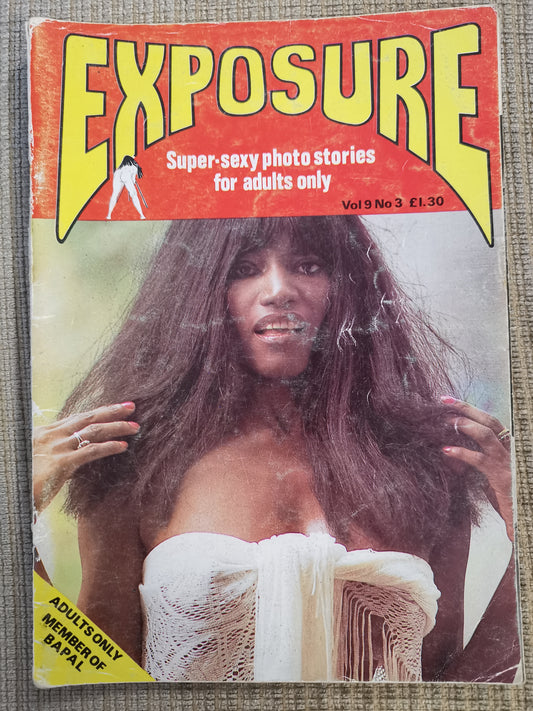 EXPOSURE
Super-sexy photo stories
for adults only
Vol 9 No 3 £1.30
ADULTS ONLY
MEMBER OF
BAPAL